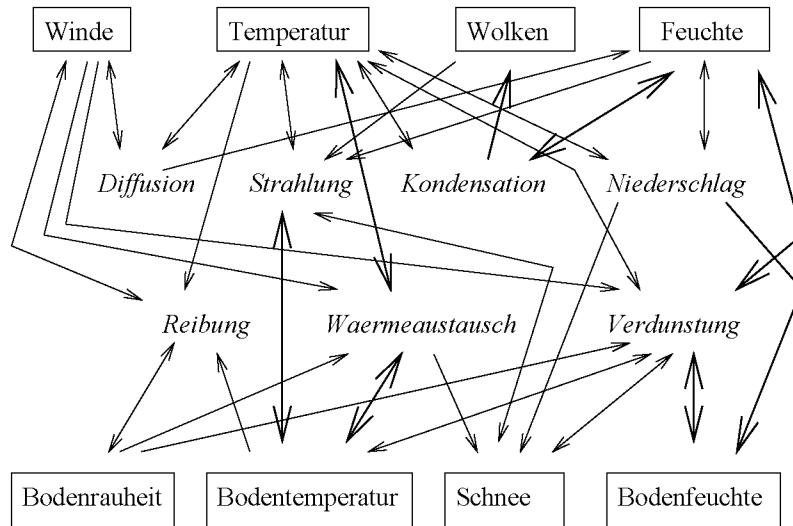 Winde Temperatur Wolken Feuchte
Diffusion Strahlung Kondensation Niederschlag
Reibung Waermeaustausch Verdunstung
Bodenrauheit Bodentemperatur Schnee Bodenfeuchte